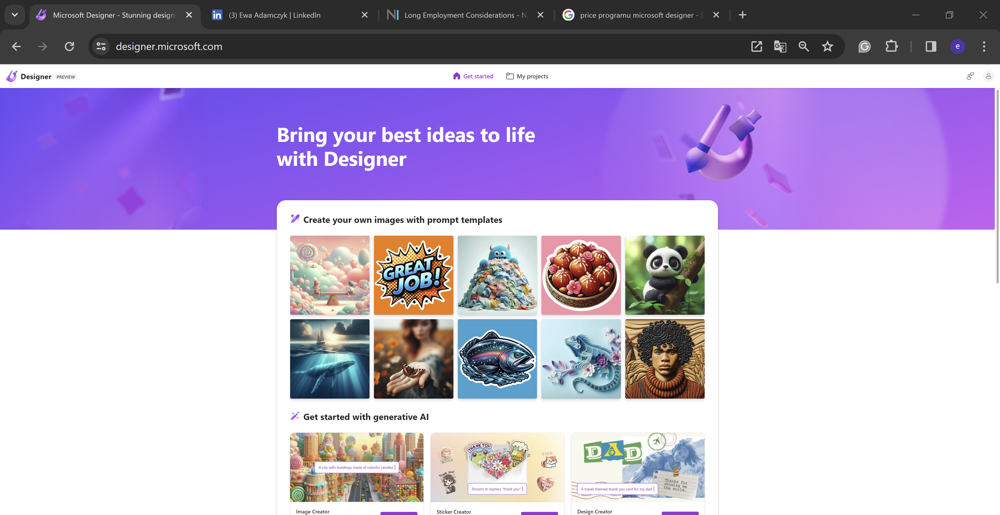 Microsoft Designer - Stunning designs
(3) Ewa Adamczyk | LinkedIn
Long Employment Considerations - N
price programu microsoft designer - S
designer.microsoft.com
e
Designer PREVIEW
Get started
My projects
Bring your best ideas to life
with Designer
Create your own images with prompt templates
GREAT
JOB!
Get started with generative AI
A city with buildings made of colorful candies
THANK YOU
THANK
Thank You!
THX
Thank
you
Stickers to express "thank you"
DAD
Thanks for
showing me
the world.
A travel-themed thank you card for my dad
Image Creator
Sticker Creator
Design Creator